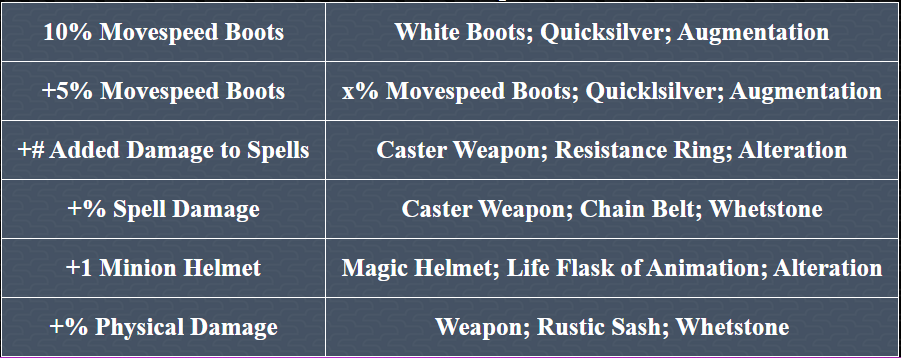 10% Movespeed Boots White Boots; Quicksilver; Augmentation
+5% Movespeed Boots x% Movespeed Boots; Quicklsilver; Augmentation
+# Added Damage to Spells Caster Weapon; Resistance Ring; Alteration
+% Spell Damage Caster Weapon; Chain Belt; Whetstone
+1 Minion Helmet Magic Helmet; Life Flask of Animation; Alteration
+% Physical Damage Weapon; Rustic Sash; Whetstone